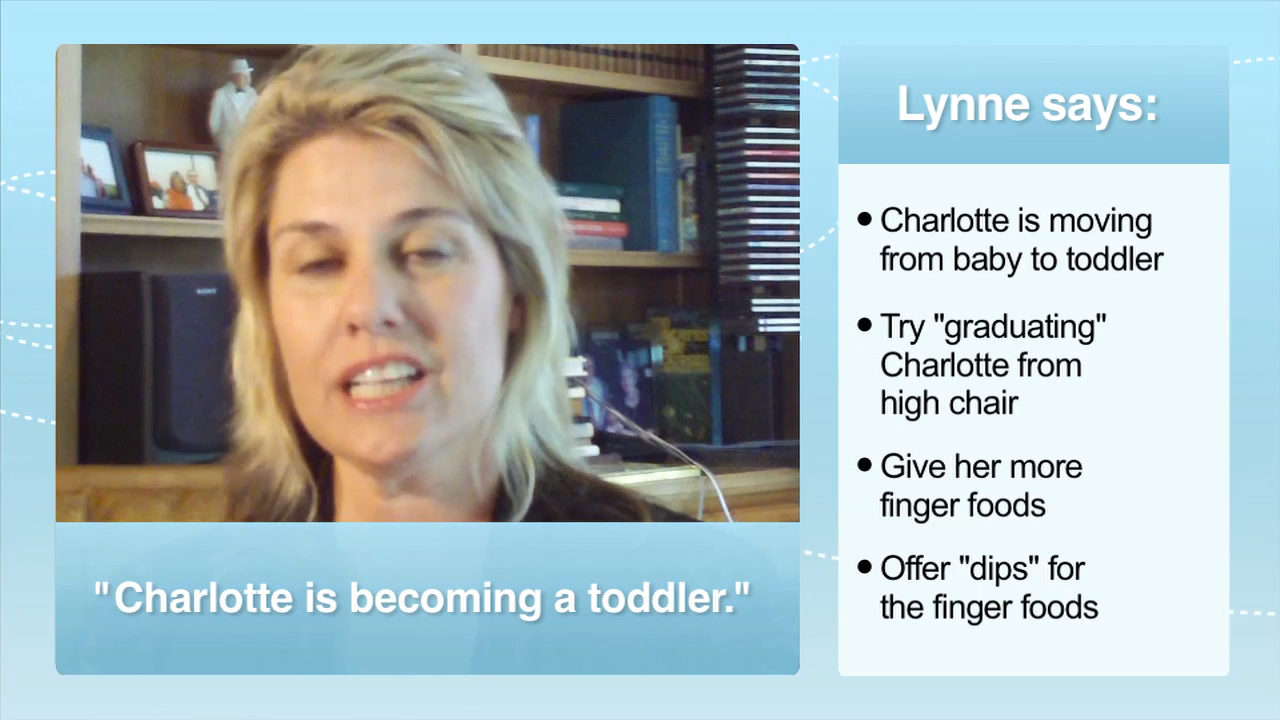 SONY
"Charlotte is becoming a toddler."
Lynne says:
• Charlotte is moving
from baby to toddler
• Try "graduating"
Charlotte from
high chair
• Give her more
finger foods
• Offer "dips" for
the finger foods